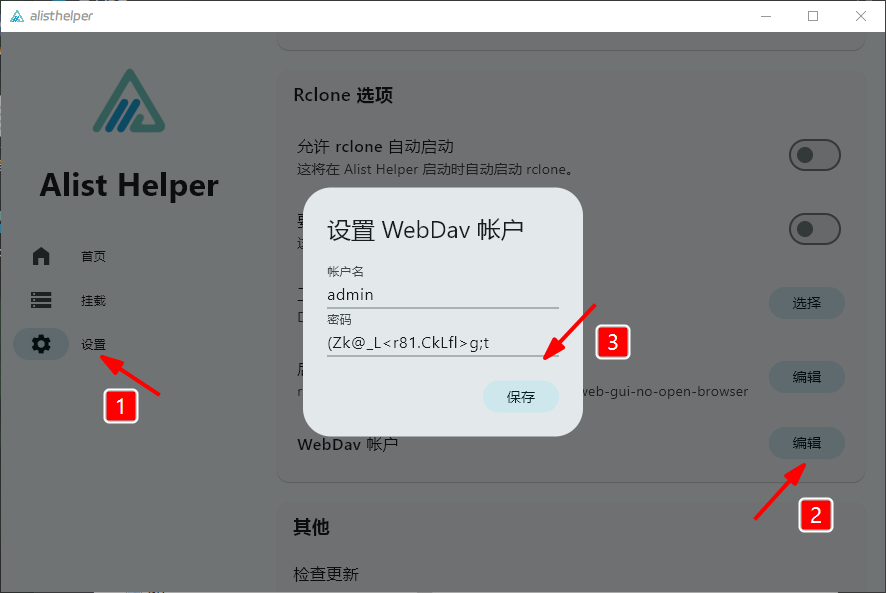 alisthelper
Alist Helper
首页
挂载
设置
1
Rclone 选项
允许 rclone 自动启动
这将在 Alist Helper 启动时自动启动 rclone。
设置 WebDav 帐户
帐户名
admin
密码
(Zk@_L<r81.CkLfl>g;t
保存
3
选择
编辑
web-gui-no-open-browser
WebDav 帐户
编辑
2
其他
检查更新